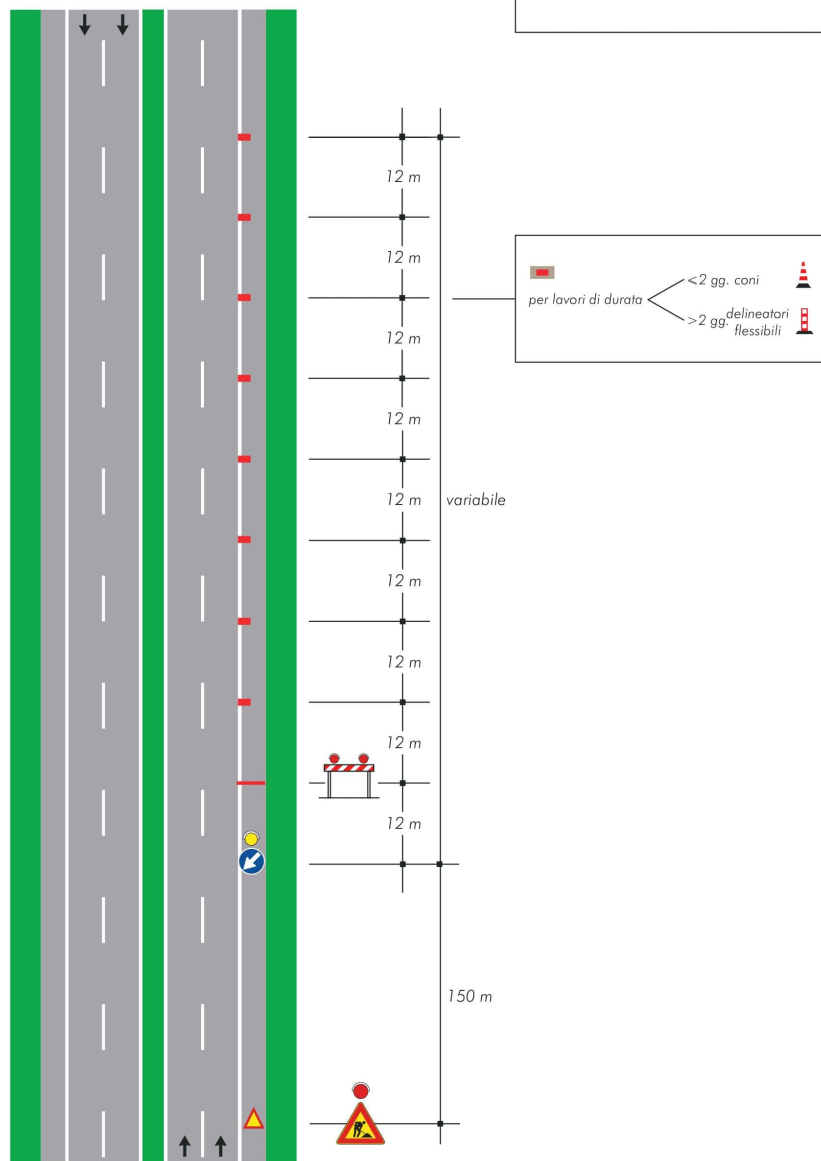 12 m
12 m
12 m
12 m
12 m
variabile
12 m
12 m
12 m
12 m
150 m
per lavori di durata
<2 gg. coni
>2 gg. delineatori
flessibili